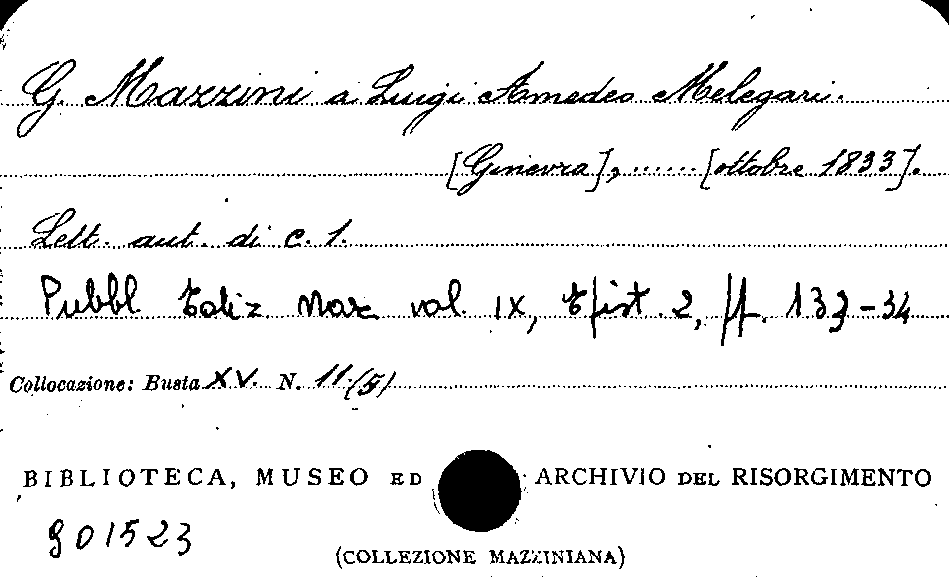 G. Mazzini a Luigi Amedeo Melegari.
[Ginevra], ...... [ottobre 1833].
Lett. aut. di c. 1.
Pubbl. Ediz. Naz. vol. IX, Epist. 2, pp. 133-34
Collocazione: Busta XV. N. 11.(5)
BIBLIOTECA, MUSEO ED ARCHIVIO DEL RISORGIMENTO
901523
(COLLEZIONE MAZZINIANA)